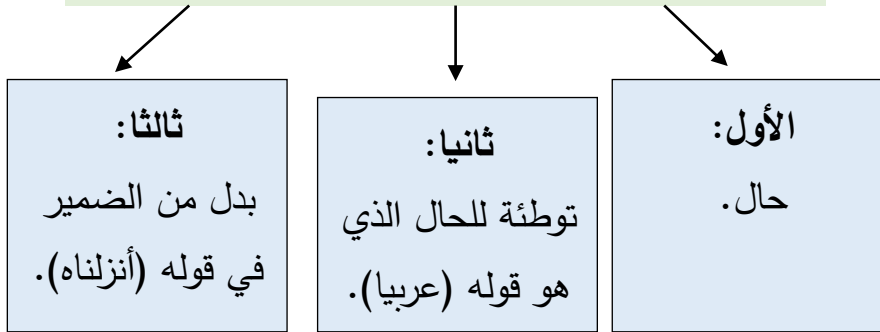 الأول:
حال.
ثانيا:
توطئة للحال الذي
هو قوله (عربيا).
ثالثا:
بدل من الضمير
في قوله (أنزلناه).